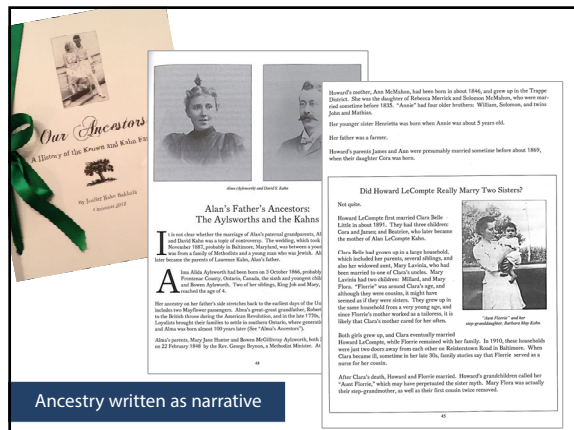 Our Ancestors
A History of the Known and Kahn
By Jenifer Kahn Bakkala
Alma (Aylsworth) and David S. Kahn
Alan's Father's Ancestors:
The Aylsworths and the Kahns
It is not clear whether the marriage of Alan's paternal grandparents,
and David Kahn was a topic of controversy. The wedding, which took
November 1887, probably in Baltimore, Maryland, was between a
was from a family of Methodists and a young man who was Jewish.
later became the parents of Laurence Kahn, Alan's father.
Alma Alida Aylsworth had been born on 3 October 1866, probably
Frontenac County, Ontario, Canada, the sixth and youngest
and Bowen Aylsworth. Two of her siblings, King Job and Mary,
reached the age of 4.
Her ancestry on her father's side stretches back to the earliest days of the
includes two Mayflower passengers. Alma's great-great grandfather, Robert
to the British throne during the American Revolution, and in the late 1770s,
Loyalists brought their families to settle in southern Ontario, where
and Alma was born almost 100 years later (See "Alma's Ancestors").
Alma's parents, Mary Jane Hunter and Bowen McGillivray Aylsworth, both
on 22 February 1848 by the Rev. George Beynon, a Methodist Minister. At
44
Howard's mother, Ann McMahon, had been born in about 1846, and grew up in the Trappe
District. She was the daughter of Rebecca Merrick and Solomon McMahon, who were mar-
ried sometime before 1835. "Annie" had four older brothers: William, Solomon, and twins
John and Mathias.
Her younger sister Henrietta was born when Annie was about 5 years old.
Her father was a farmer.
Howard's parents James and Ann were presumably married sometime before about 1869,
when their daughter Cora was born.
Did Howard LeCompte Really Marry Two Sisters?
Not quite.
Howard LeCompte first married Clara Belle
Little in about 1891. They had three children:
Cora and James; and Beatrice, who later became
the mother of Alan LeCompte Kahn.
Clara Belle had grown up in a large household,
which included her parents, several siblings, and
also her widowed aunt, Mary Lavinia, who had
been married to one of Clara's uncles. Mary
Lavinia had two children: Millard, and Mary
Flora. "Florrie" was around Clara's age, and
although they were cousins, it might have
seemed as if they were sisters. They grew up in
the same household from a very young age, and
since Florrie's mother worked as a tailoress, it is
likely that Clara's mother cared for her often.
"Aunt Florrie" and her
step-granddaughter, Barbara May Kahn.
Both girls grew up, and Clara eventually married
Howard LeCompte, while Florrie remained with her family. In 1910, these households
were just two doors away from each other on Reisterstown Road in Baltimore. When
Clara became ill, sometime in her late 30s, family stories say that Florrie served as a
nurse for her cousin.
After Clara's death, Howard and Florrie married. Howard's grandchildren called her
"Aunt Florrie," which may have perpetuated the sister myth. Mary Flora was actually
their step-grandmother, as well as their first cousin twice removed.
45
Ancestry written as narrative